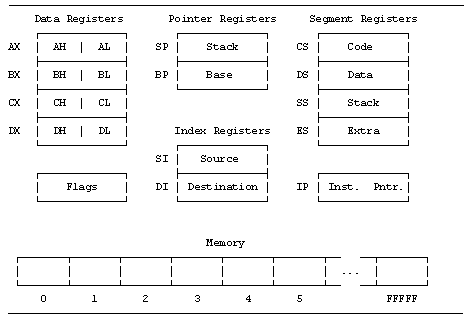 Data Registers Pointer Registers Segment Registers
AX AH | AL SP Stack CS Code
BX BH | BL BP Base DS Data
CX CH | CL SS Stack
DX DH | DL Index Registers ES Extra
SI Source
Flags DI Destination IP Inst. Pntr.
Memory
...
0 1 2 3 4 5 FFFFF